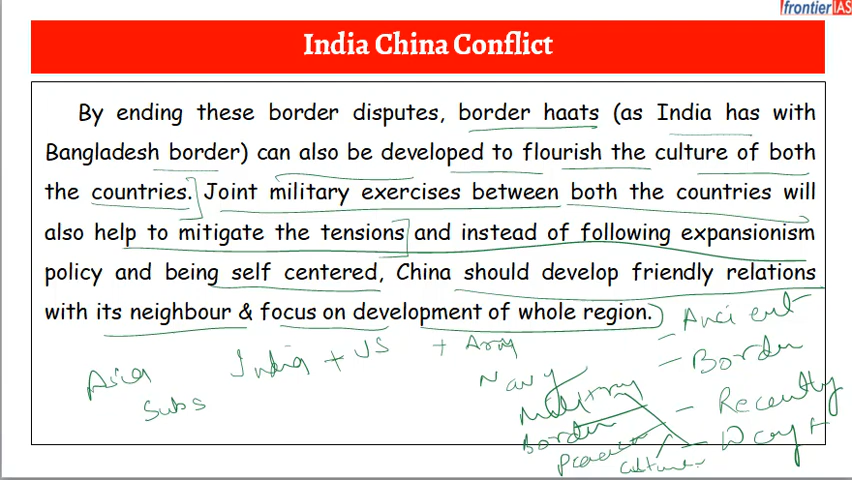 frontierIAS
India China Conflict
By ending these border disputes, border haats (as India has with
Bangladesh border) can also be developed to flourish the culture of both
the countries. Joint military exercises between both the countries will
also help to mitigate the tensions and instead of following expansionism
policy and being self centered, China should develop friendly relations
with its neighbour & focus on development of whole region.
- Ancient
- Border
Asia India + US + Army
Subs Navy
Military - Recently
Border - Way f
Culture